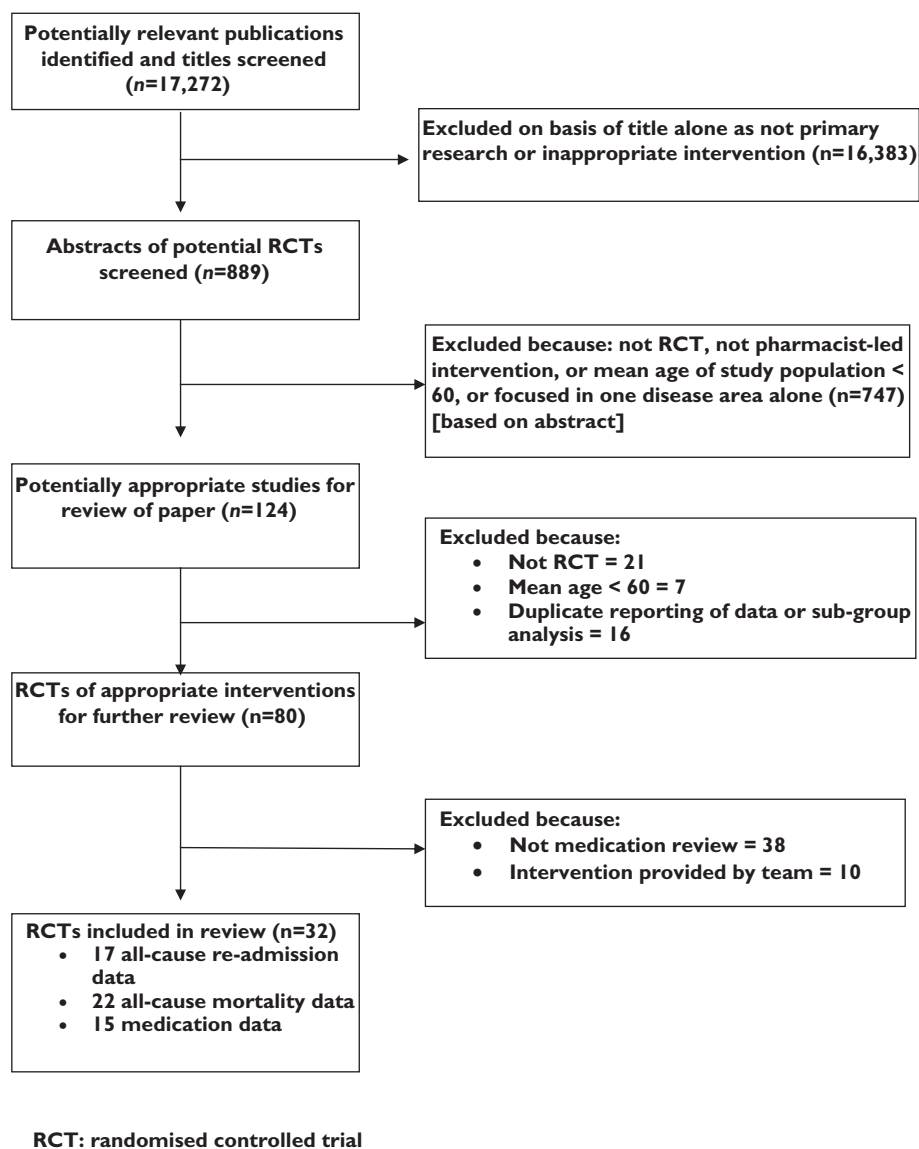 Potentially relevant publications
identified and titles screened
(n=17,272)
Excluded on basis of title alone as not primary
research or inappropriate intervention (n=16,383)
Abstracts of potential RCTs
screened (n=889)
Excluded because: not RCT, not pharmacist-led
intervention, or mean age of study population <
60, or focused in one disease area alone (n=747)
[based on abstract]
Potentially appropriate studies for
review of paper (n=124)
Excluded because:
• Not RCT = 21
• Mean age < 60 = 7
• Duplicate reporting of data or sub-group
analysis = 16
RCTs of appropriate interventions
for further review (n=80)
Excluded because:
• Not medication review = 38
• Intervention provided by team = 10
RCTs included in review (n=32)
• 17 all-cause re-admission
data
• 22 all-cause mortality data
• 15 medication data
RCT: randomised controlled trial